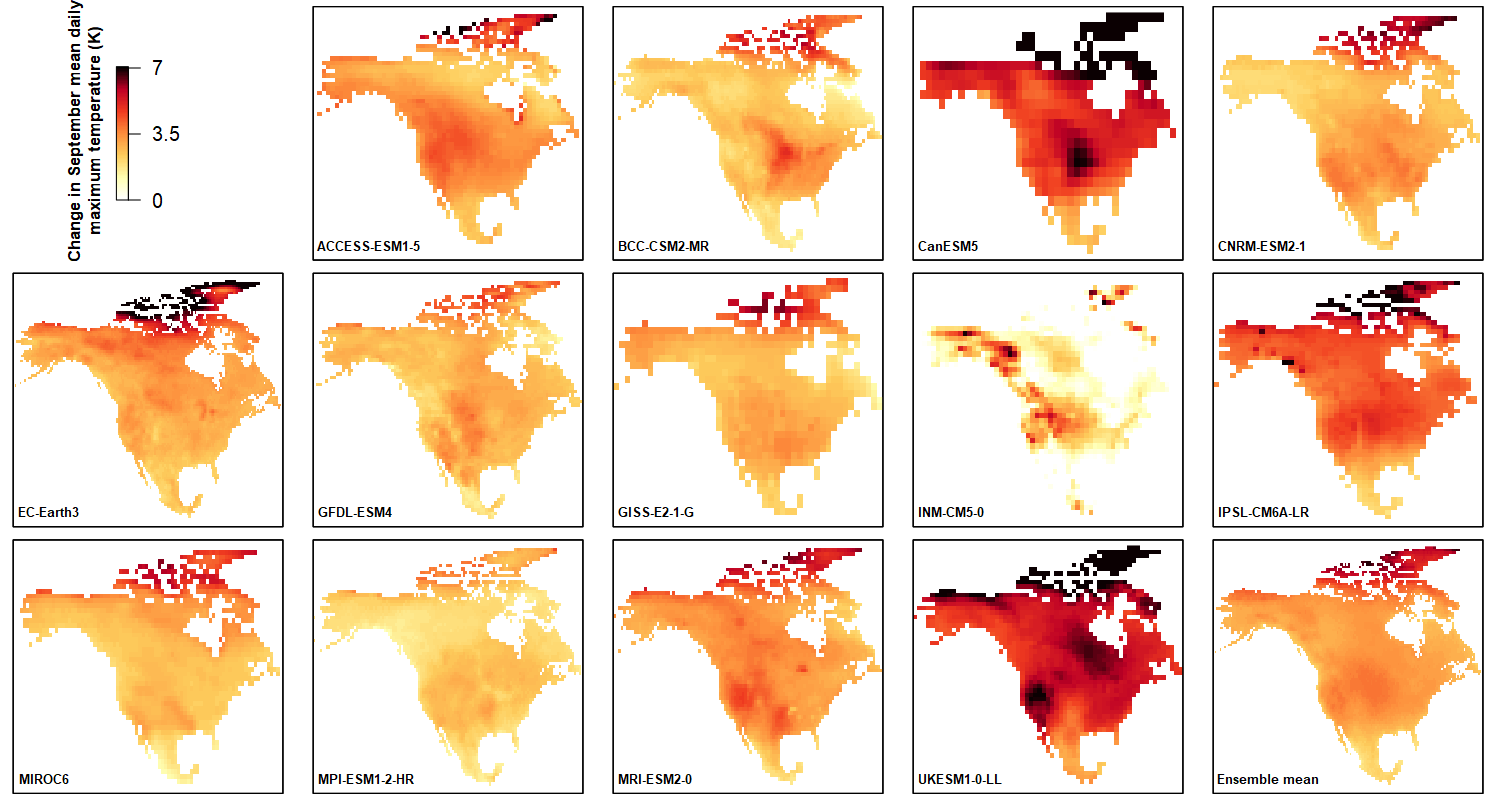 Change in September mean daily
maximum temperature (K)
7
3.5
0
ACCESS-ESM1-5
BCC-CSM2-MR
CanESM5
CNRM-ESM2-1
EC-Earth3
GFDL-ESM4
GISS-E2-1-G
INM-CM5-0
IPSL-CM6A-LR
MIROC6
MPI-ESM1-2-HR
MRI-ESM2-0
UKESM1-0-LL
Ensemble mean